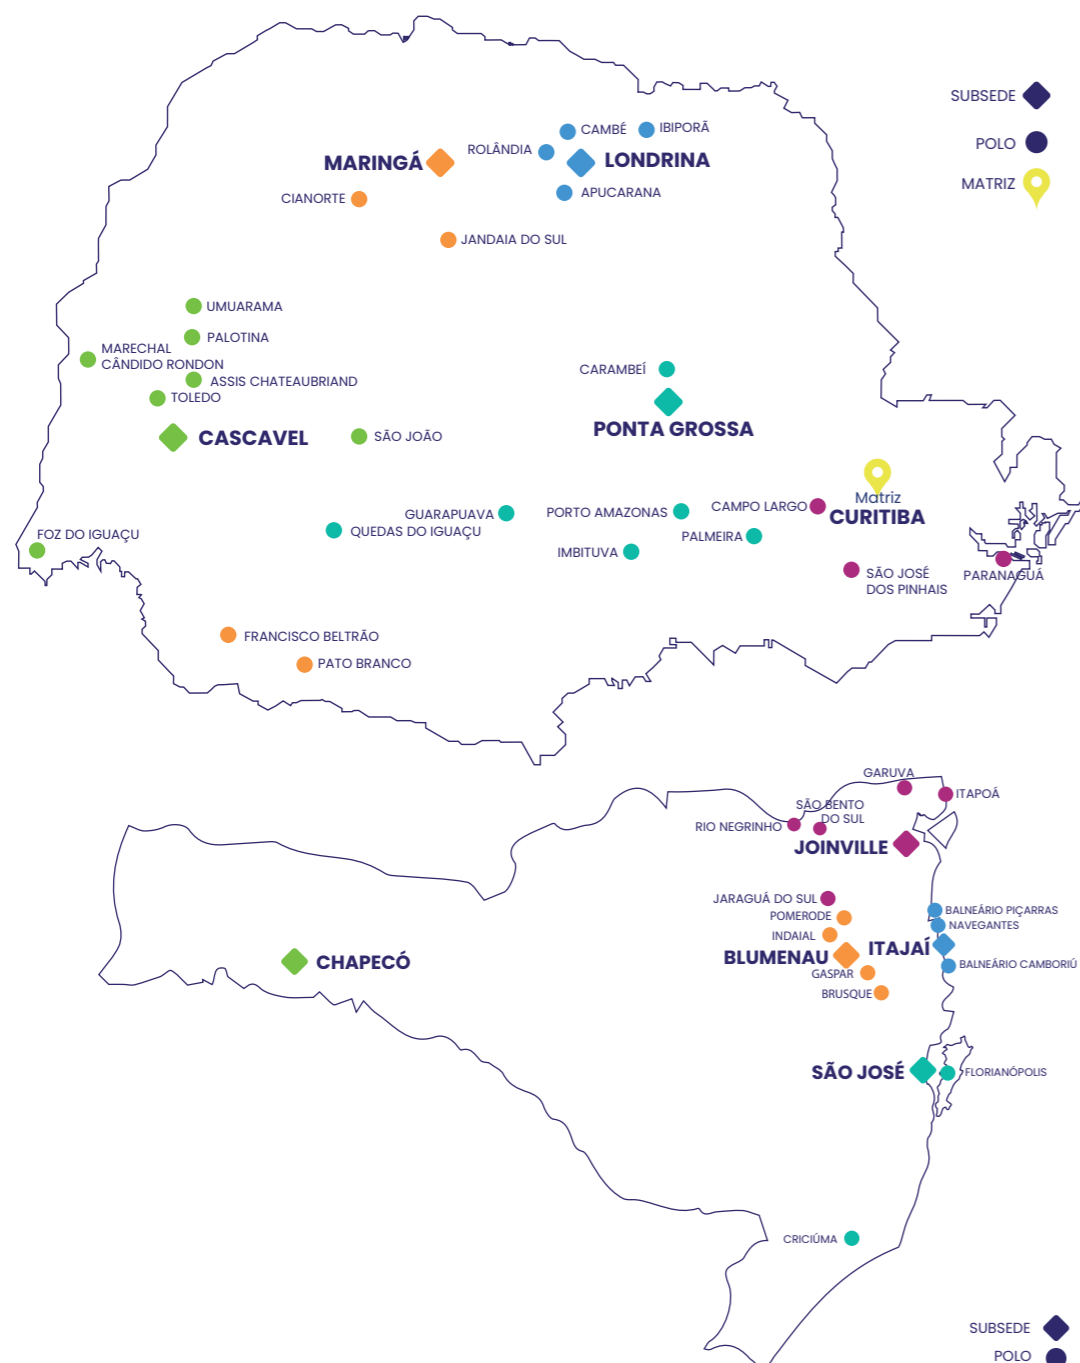 SUBSEDE
POLO
MATRIZ
CAMBÉ
IBIPORÃ
ROLÂNDIA
MARINGÁ
LONDRINA
CIANORTE
APUCARANA
JANDAIA DO SUL
UMUARAMA
PALOTINA
MARECHAL
CÂNDIDO RONDON
ASSIS CHATEAUBRIAND
TOLEDO
CARAMBEÍ
CASCAVEL
SÃO JOÃO
PONTA GROSSA
Matriz
CURITIBA
GUARAPUAVA
QUEDAS DO IGUAÇU
PORTO AMAZONAS
CAMPO LARGO
PALMEIRA
IMBITUVA
FOZ DO IGUAÇU
SÃO JOSÉ
DOS PINHAIS
PARANAGUÁ
FRANCISCO BELTRÃO
PATO BRANCO
GARUVA
ITAPOÁ
SÃO BENTO
DO SUL
RIO NEGRINHO
JOINVILLE
JARAGUÁ DO SUL
POMERODE
INDAIAL
BLUMENAU
GASPAR
BRUSQUE
BALNEÁRIO PIÇARRAS
NAVEGANTES
ITAJAÍ
BALNEÁRIO CAMBORIÚ
CHAPECÓ
SÃO JOSÉ
FLORIANÓPOLIS
CRICIÚMA
SUBSEDE
POLO